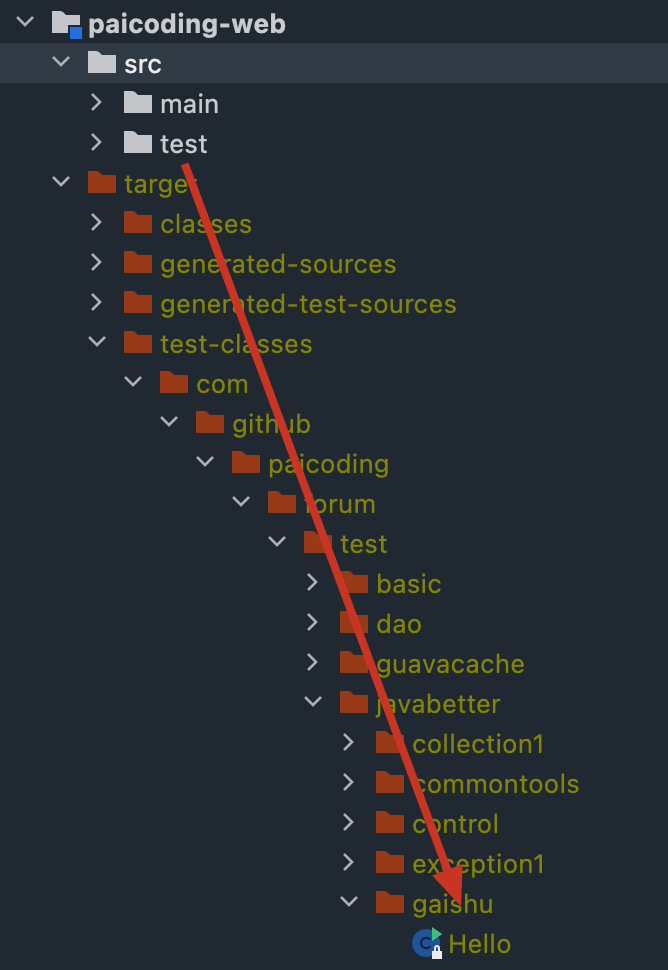 paicoding-web
src
main
test
target
classes
generated-sources
generated-test-sources
test-classes
com
github
paicoding
forum
test
basic
dao
guavacache
javabetter
collection1
commontools
control
exception1
gaishu
Hello